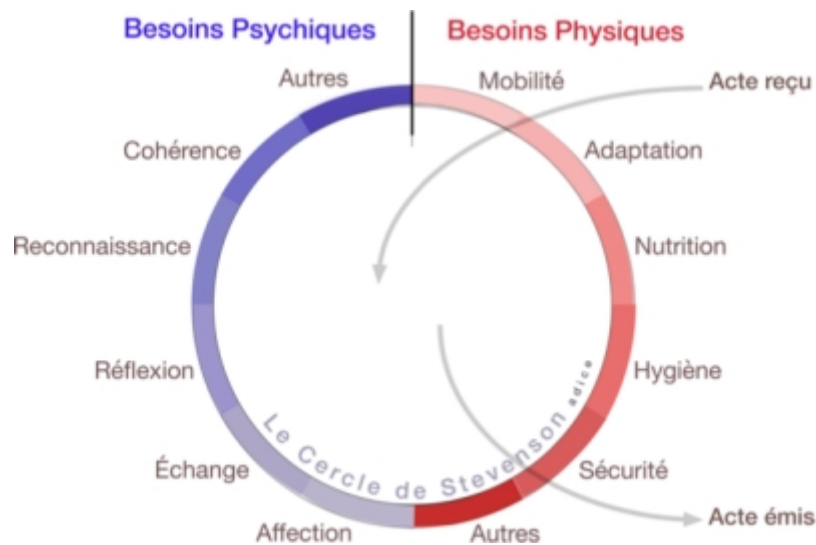 Besoins Psychiques
Besoins Physiques
Autres
Mobilité
Acte reçu
Cohérence
Adaptation
Reconnaissance
Nutrition
Réflexion
Hygiène
Échange
Sécurité
Affection
Autres
Acte émis
Le Cercle de Stevenson adice